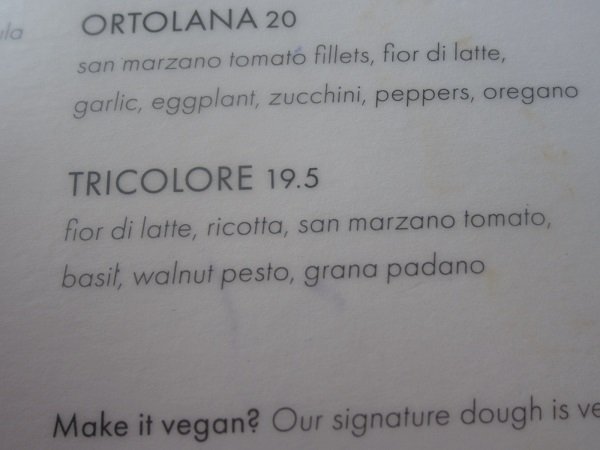 ORTOLANA 20
san marzano tomato fillets, fior di latte,
garlic, eggplant, zucchini, peppers, oregano
TRICOLORE 19.5
fior di latte, ricotta, san marzano tomato,
basil, walnut pesto, grana padano
Make it vegan? Our signature dough is